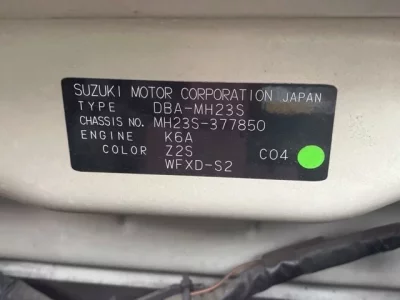 SUZUKI MOTOR CORPORATION JAPAN
TYPE DBA-MH23S
CHASSIS NO. MH23S-377850
ENGINE K6A
COLOR Z2S
WFXD-S2 C04